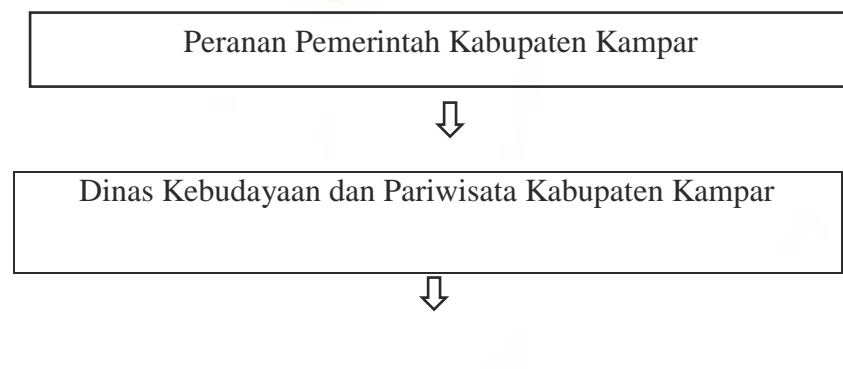 Peranan Pemerintah Kabupaten Kampar
Dinas Kebudayaan dan Pariwisata Kabupaten Kampar